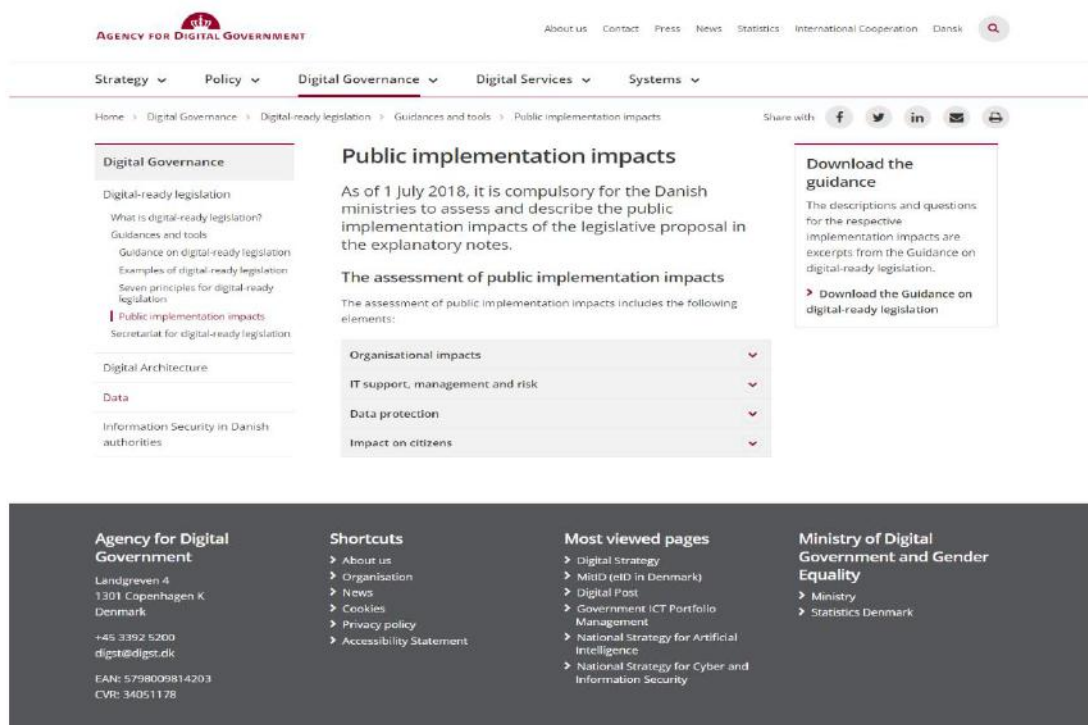 AGENCY FOR DIGITAL GOVERNMENT
About us Contact Press News Statistics International Cooperation Dansk
Strategy Policy Digital Governance Digital Services Systems
Home > Digital Governance > Digital-ready legislation > Guidances and tools > Public implementation impacts
Share with
Digital Governance
Digital-ready legislation
What is digital-ready legislation?
Guidances and tools
Guidance on digital-ready legislation
Examples of digital-ready legislation
Seven principles for digital-ready
legislation
Public implementation impacts
Secretariat for digital-ready legislation
Digital Architecture
Data
Information Security in Danish
authorities
Public implementation impacts
As of 1 July 2018, it is compulsory for the Danish
ministries to assess and describe the public
implementation impacts of the legislative proposal in
the explanatory notes.
The assessment of public implementation impacts
The assessment of public implementation impacts includes the following
elements:
Organisational impacts
IT support, management and risk
Data protection
Impact on citizens
Download the
guidance
The descriptions and questions
for the respective
implementation impacts are
excerpts from the Guidance on
digital-ready legislation.
> Download the Guidance on
digital-ready legislation
Agency for Digital
Government
Landgreven 4
1301 Copenhagen K
Denmark
+45 3392 5200
digst@digst.dk
EAN: 5798009814203
CVR: 34051178
Shortcuts
> About us
> Organisation
> News
> Cookies
> Privacy policy
> Accessibility Statement
Most viewed pages
> Digital Strategy
> MitID (eID in Denmark)
> Digital Post
> Government ICT Portfolio
Management
> National Strategy for Artificial
Intelligence
> National Strategy for Cyber and
Information Security
Ministry of Digital
Government and Gender
Equality
> Ministry
> Statistics Denmark